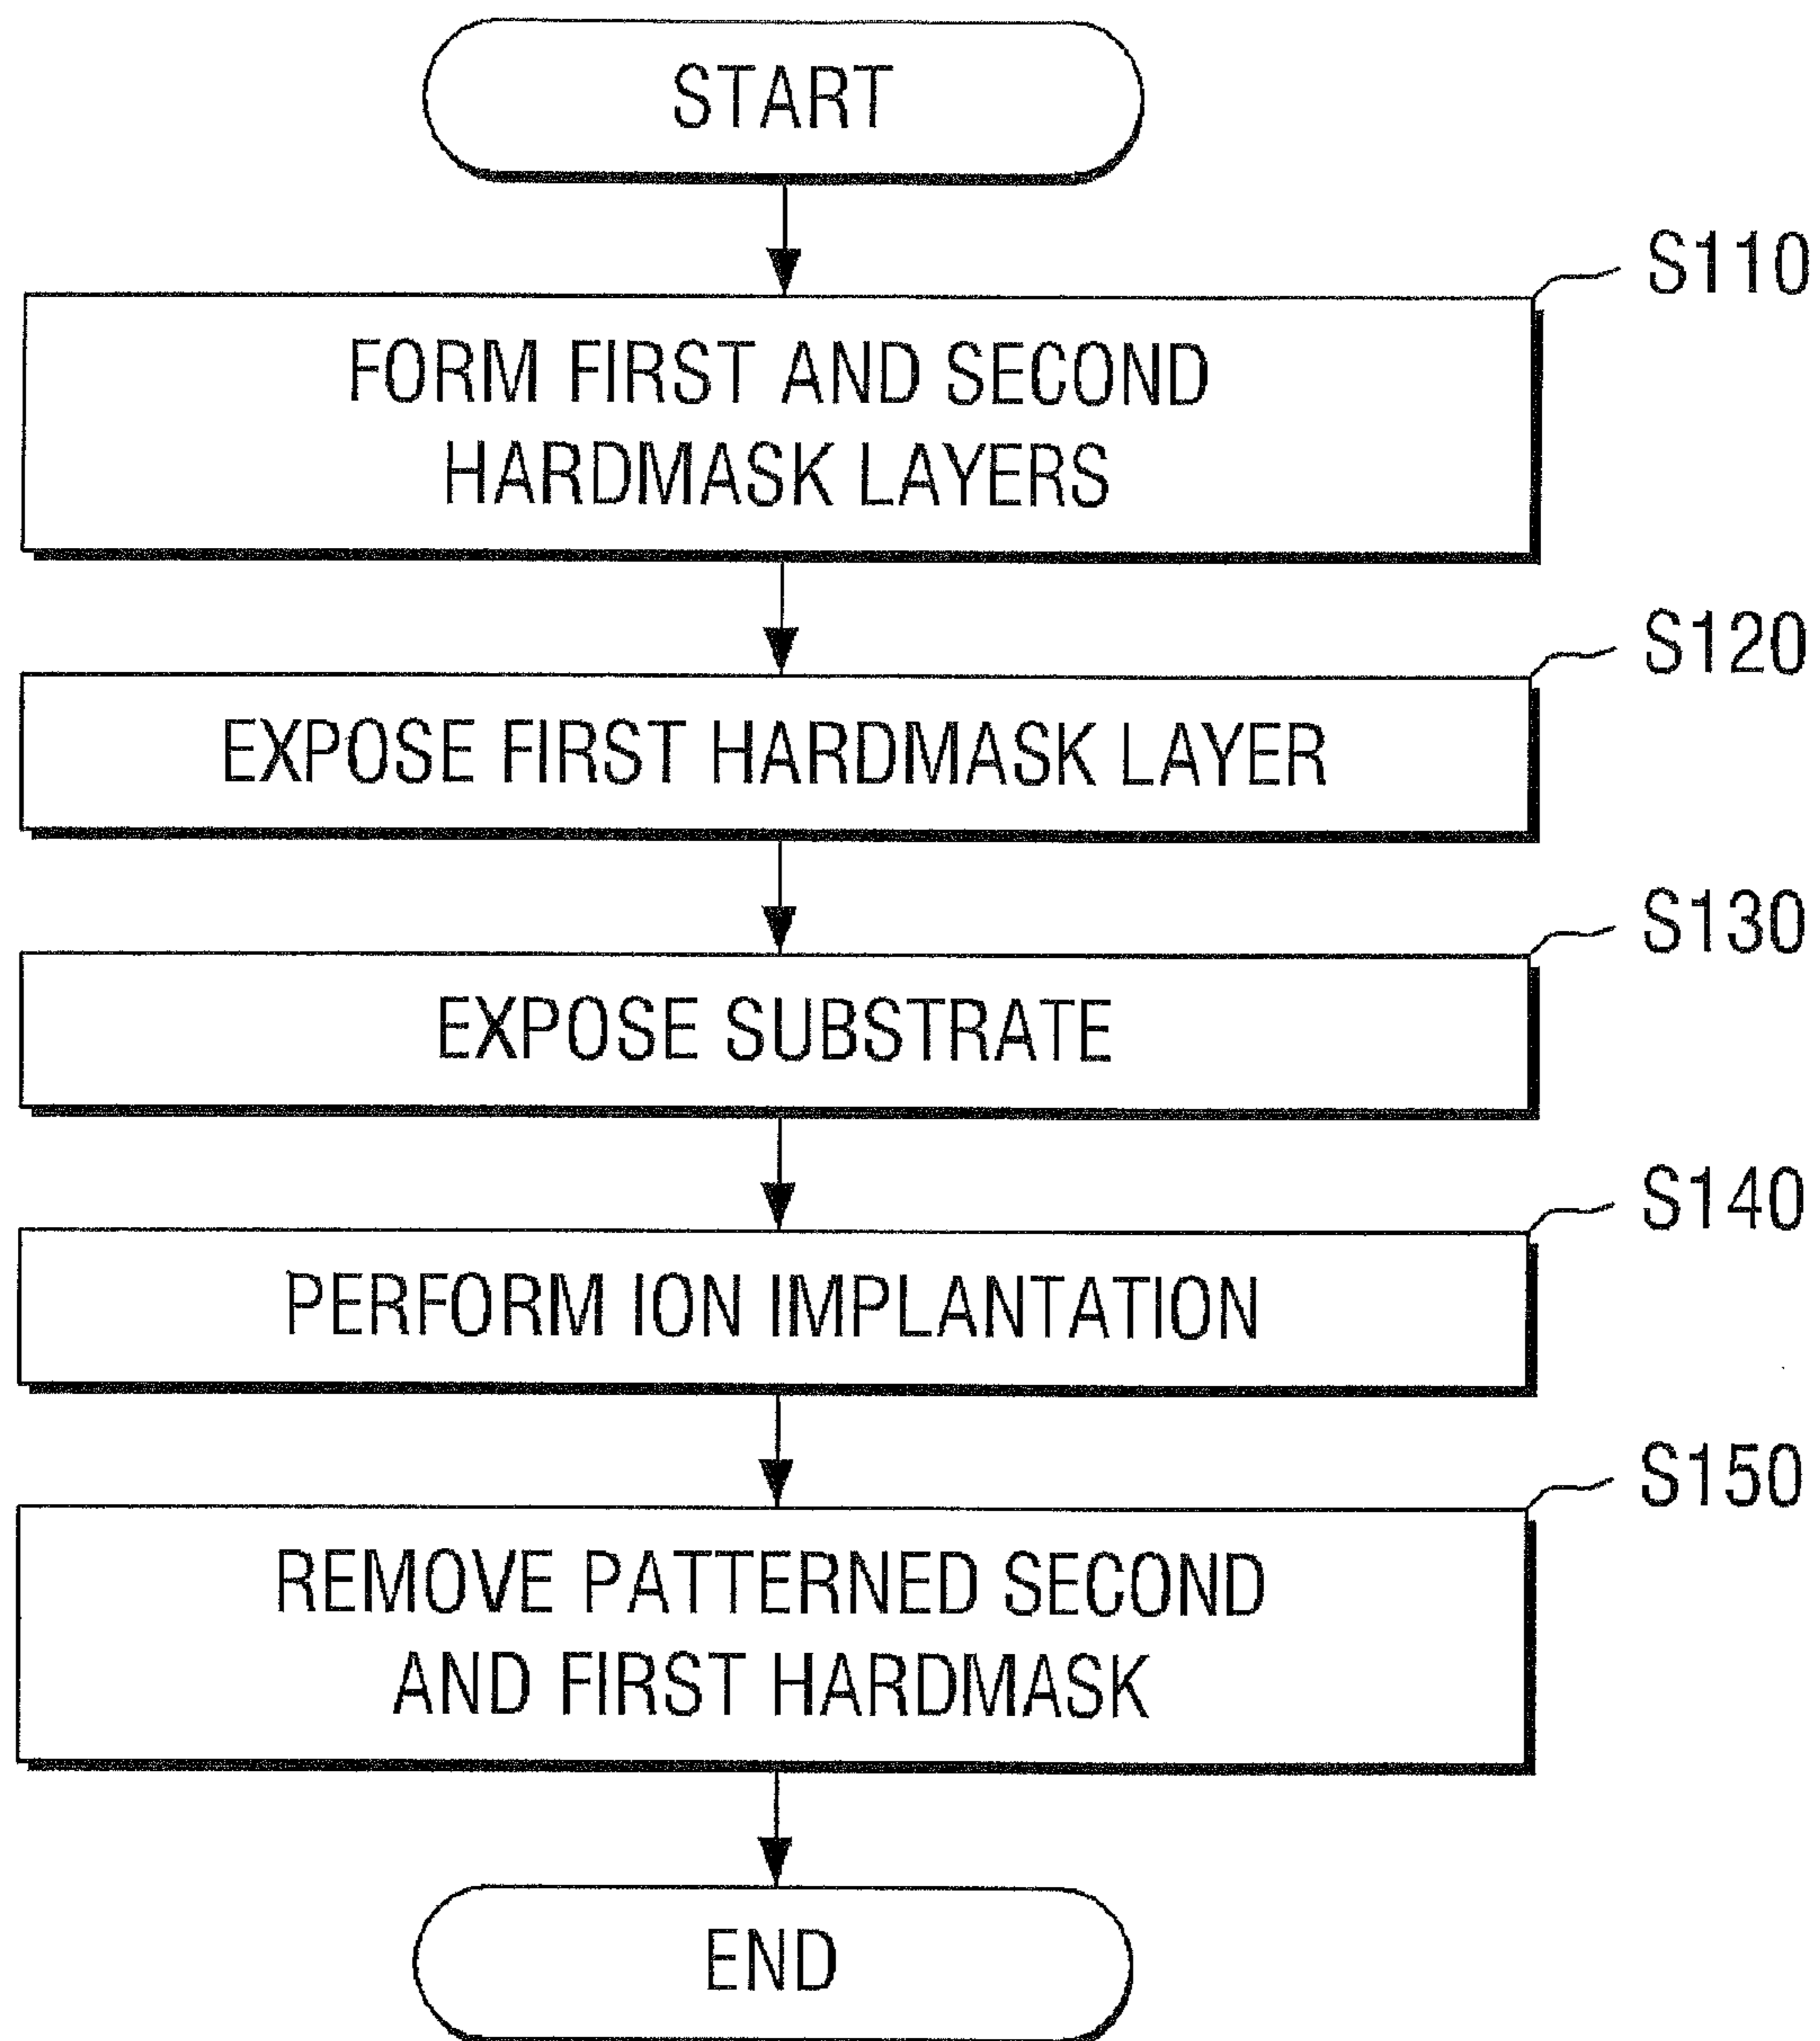 START
S110
FORM FIRST AND SECOND
HARDMASK LAYERS
S120
EXPOSE FIRST HARDMASK LAYER
S130
EXPOSE SUBSTRATE
S140
PERFORM ION IMPLANTATION
S150
REMOVE PATTERNED SECOND
AND FIRST HARDMASK
END